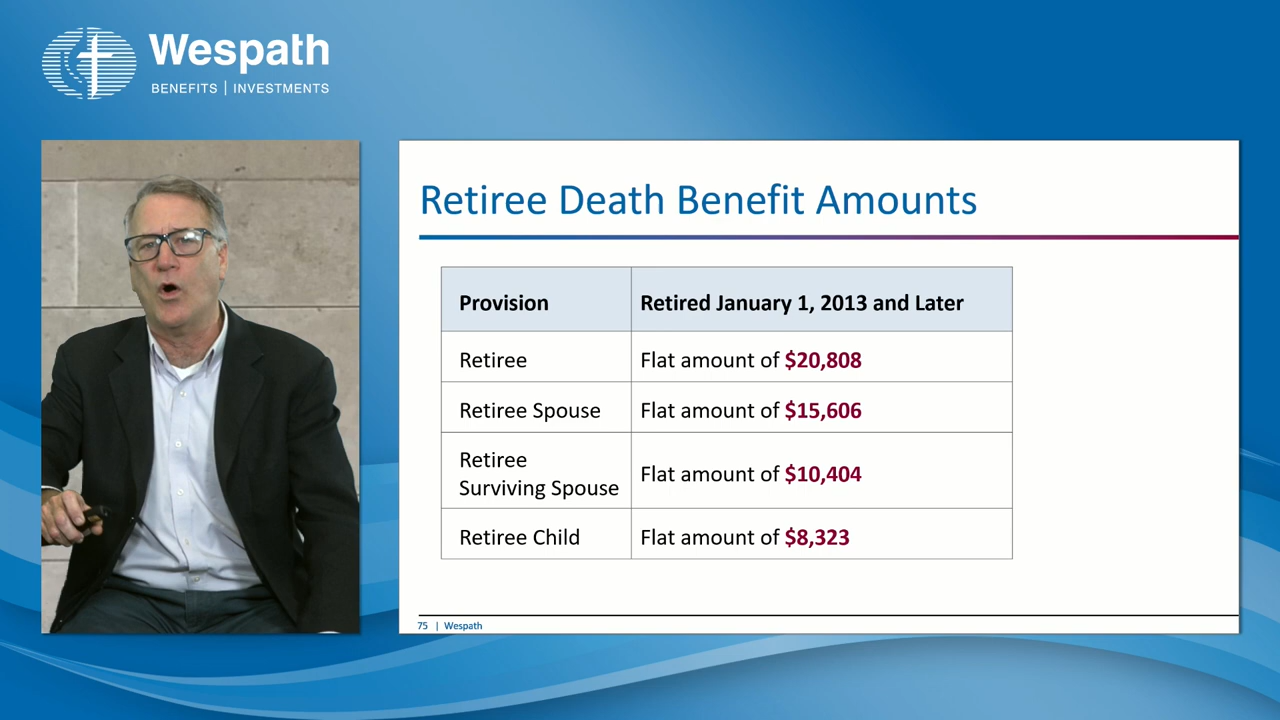 Wespath
BENEFITS | INVESTMENTS
Retiree Death Benefit Amounts
Provision
Retired January 1, 2013 and Later
Retiree
Flat amount of $20,808
Retiree Spouse
Flat amount of $15,606
Retiree
Surviving Spouse
Flat amount of $10,404
Retiree Child
Flat amount of $8,323
75 | Wespath